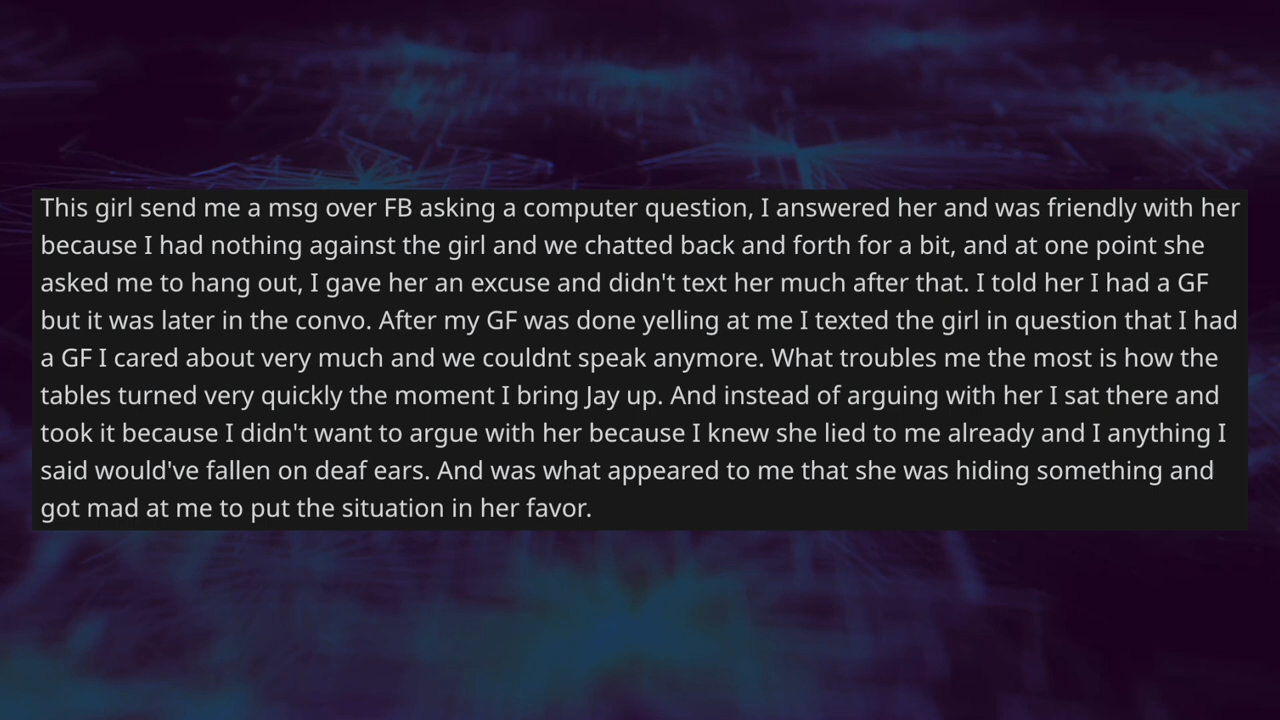 This girl send me a msg over FB asking a computer question, I answered her and was friendly with her
because I had nothing against the girl and we chatted back and forth for a bit, and at one point she
asked me to hang out, I gave her an excuse and didn't text her much after that. I told her I had a GF
but it was later in the convo. After my GF was done yelling at me I texted the girl in question that I had
a GF I cared about very much and we couldnt speak anymore. What troubles me the most is how the
tables turned very quickly the moment I bring Jay up. And instead of arguing with her I sat there and
took it because I didn't want to argue with her because I knew she lied to me already and I anything I
said would've fallen on deaf ears. And was what appeared to me that she was hiding something and
got mad at me to put the situation in her favor.